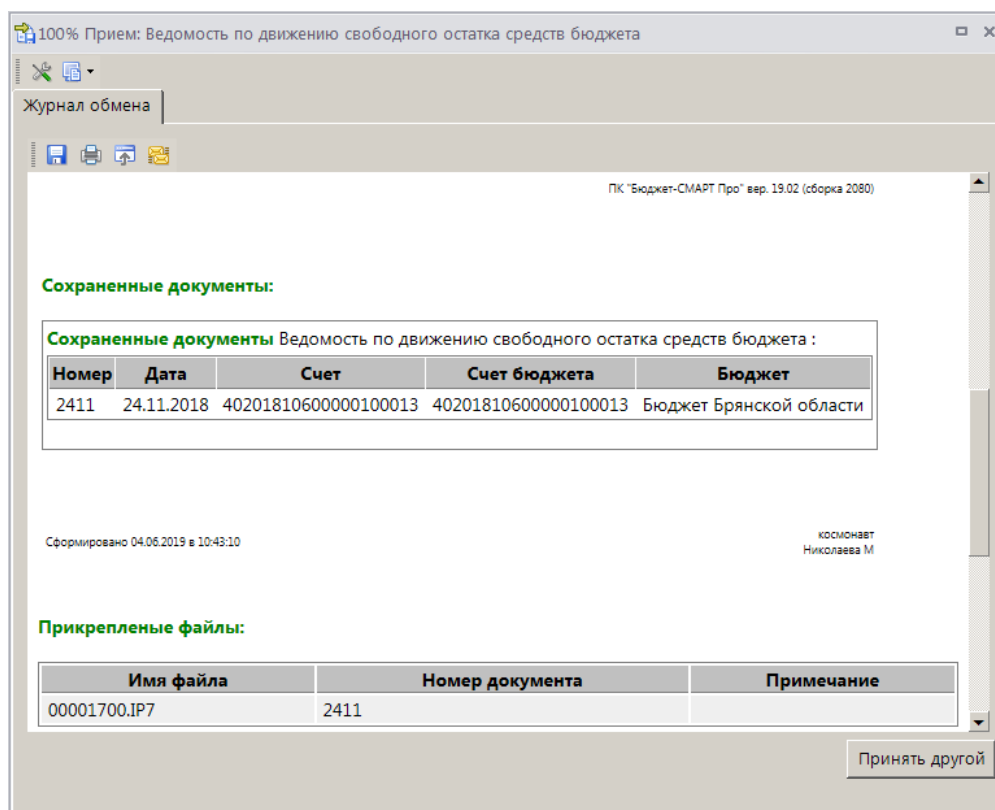 100% Прием: Ведомость по движению свободного остатка средств бюджета
Журнал обмена
ПК "Бюджет-СМАРТ Про" вер. 19.02 (сборка 2080)
Сохраненные документы:
Сохраненные документы Ведомость по движению свободного остатка средств бюджета :
Номер Дата Счет Счет бюджета Бюджет
2411 24.11.2018 40201810600000100013 40201810600000100013 Бюджет Брянской области
Сформировано 04.06.2019 в 10:43:10
космонавт
Николаева М
Прикрепленые файлы:
Имя файла Номер документа Примечание
00001700.IP7 2411
Принять другой